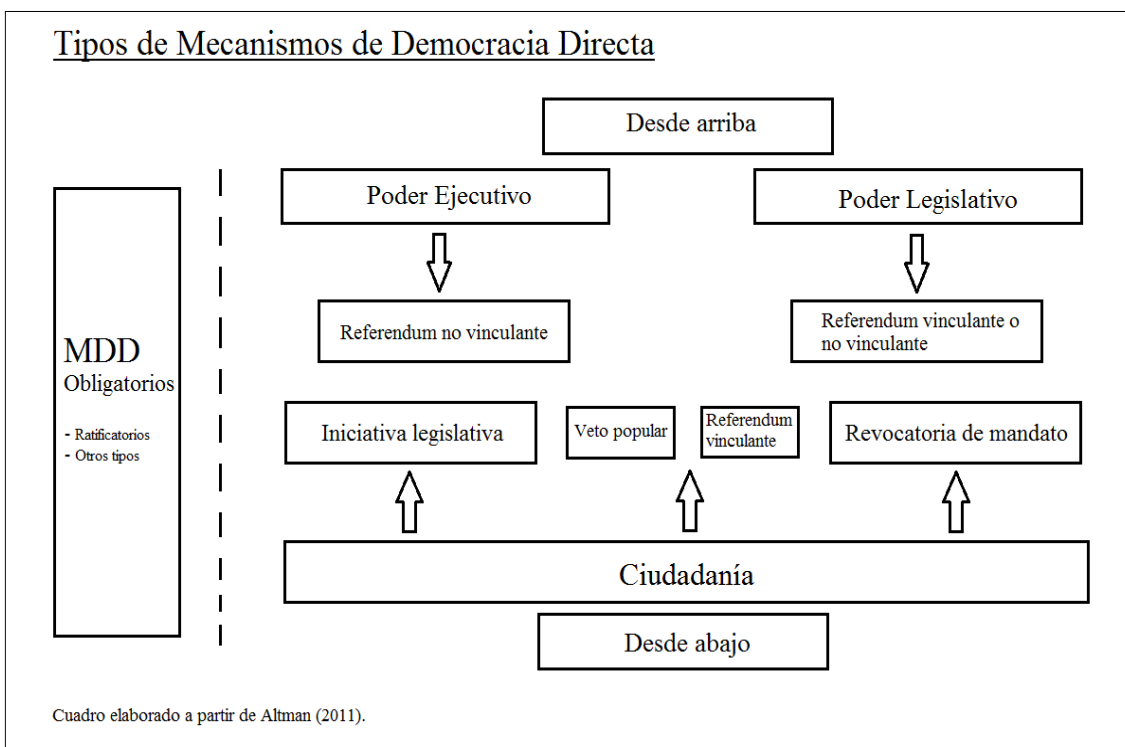 Tipos de Mecanismos de Democracia Directa
Desde arriba
Poder Ejecutivo
Poder Legislativo
Referendum no vinculante
Referendum vinculante o
no vinculante
MDD
Obligatorios
- Ratificatorios
- Otros tipos
Iniciativa legislativa
Veto popular
Referendum
vinculante
Revocatoria de mandato
Ciudadanía
Desde abajo
Cuadro elaborado a partir de Altman (2011).